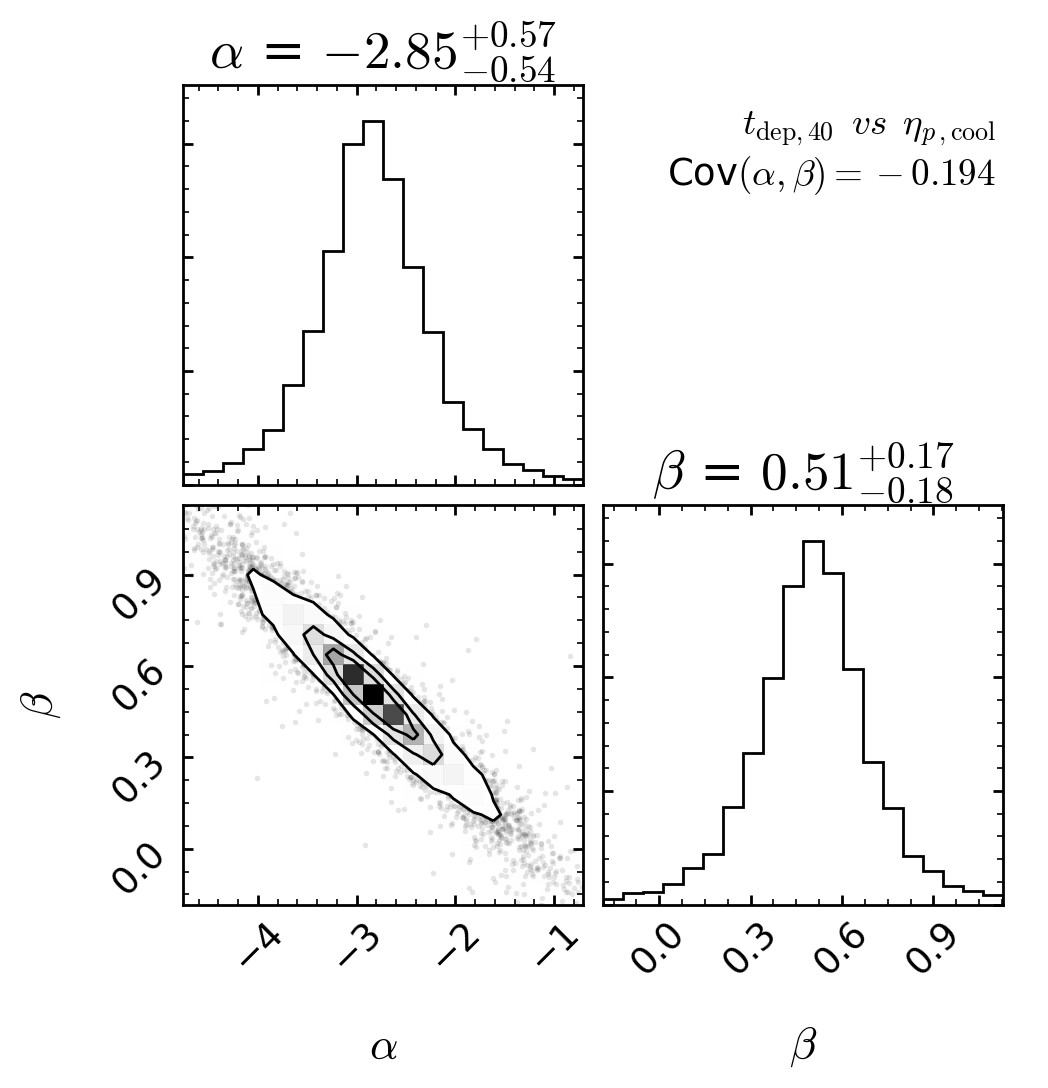 α = −2.85 +0.57 −0.54
t dep, 40 vs η p, cool
Cov(α, β) = − 0.194
β = 0.51 +0.17 −0.18
0.9
0.6
0.3
0.0
β
−4 −3 −2 −1
0.0 0.3 0.6 0.9
α β